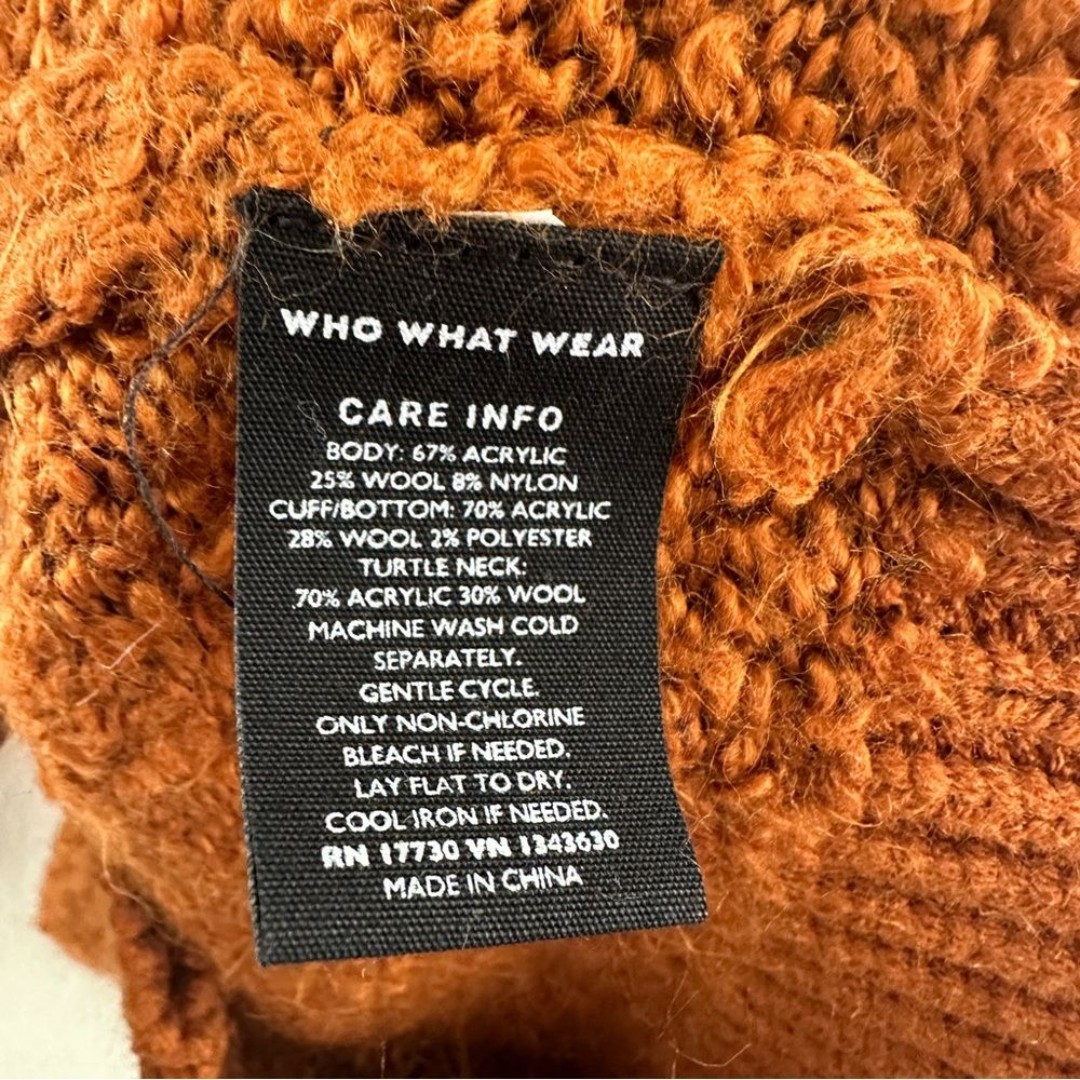 WHO WHAT WEAR
CARE INFO
BODY: 67% ACRYLIC
25% WOOL 8% NYLON
CUFF/BOTTOM: 70% ACRYLIC
28% WOOL 2% POLYESTER
TURTLE NECK:
70% ACRYLIC 30% WOOL
MACHINE WASH COLD
SEPARATELY.
GENTLE CYCLE.
ONLY NON-CHLORINE
BLEACH IF NEEDED.
LAY FLAT TO DRY.
COOL IRON IF NEEDED.
RN 17730 VN 1343630
MADE IN CHINA